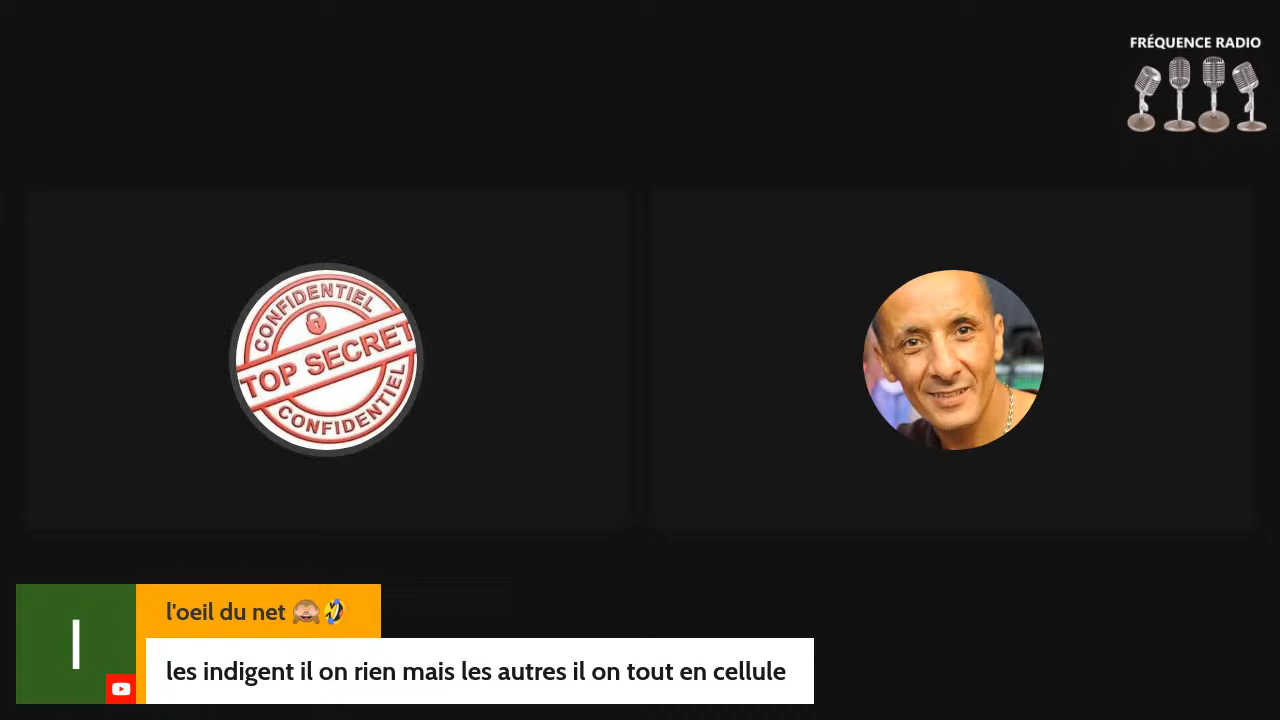 FRÉQUENCE RADIO
CONFIDENTIEL
TOP SECRET
CONFIDENTIEL
l
l'oeil du net 🙈🤣
les indigent il on rien mais les autres il on tout en cellule